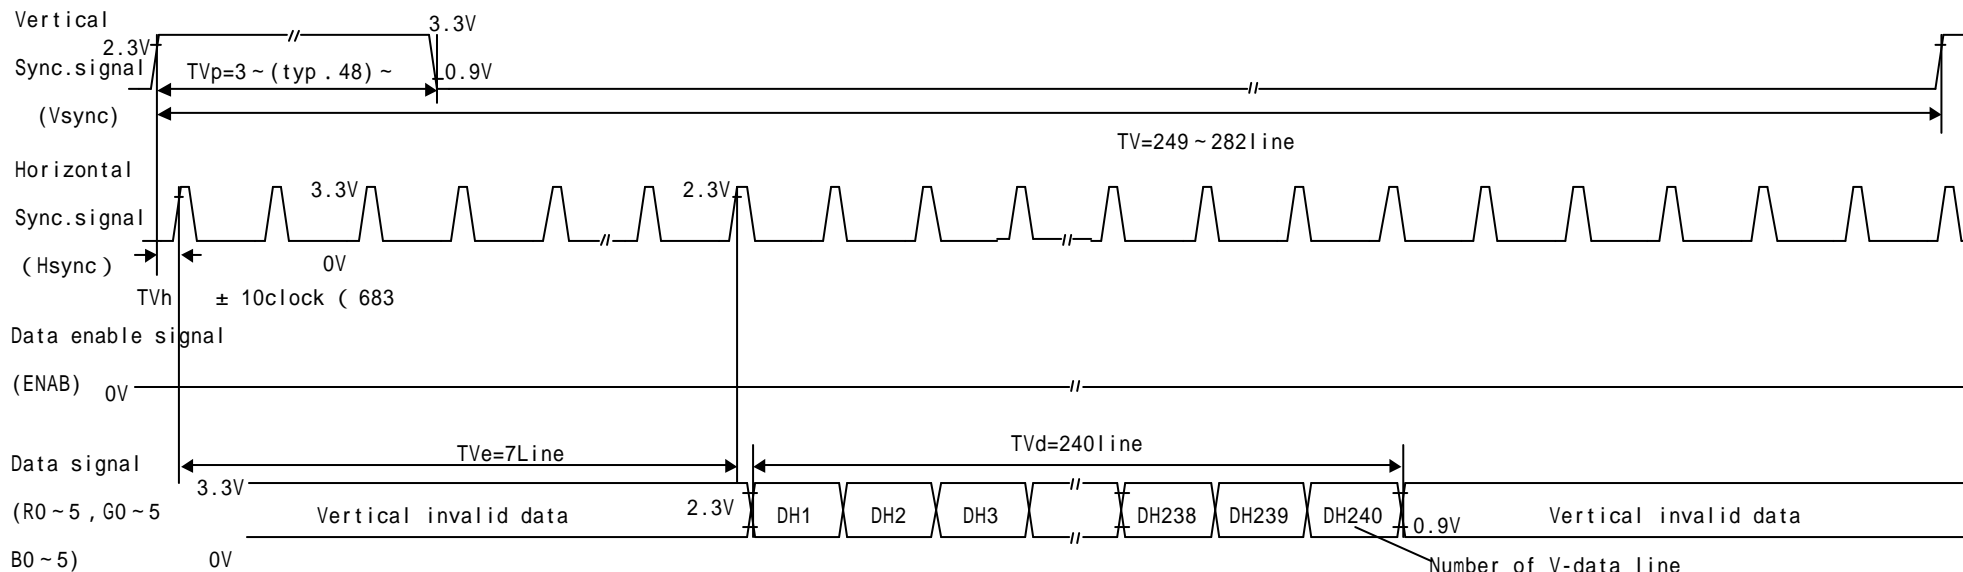 Vertical
3.3V
2.3V
Sync.signal
TVp=3~(typ.48)~
0.9V
(Vsync)
TV=249~282line
Horizontal
3.3V
2.3V
Sync.signal
(Hsync)
0V
TVh
± 10clock ( 683
Data enable signal
(ENAB)
0V
TVe=7Line
TVd=240line
Data signal
3.3V
(R0~5,G0~5
Vertical invalid data
2.3V
DH1
DH2
DH3
DH238
DH239
DH240
0.9V
Vertical invalid data
B0~5)
0V
Number of V-data line